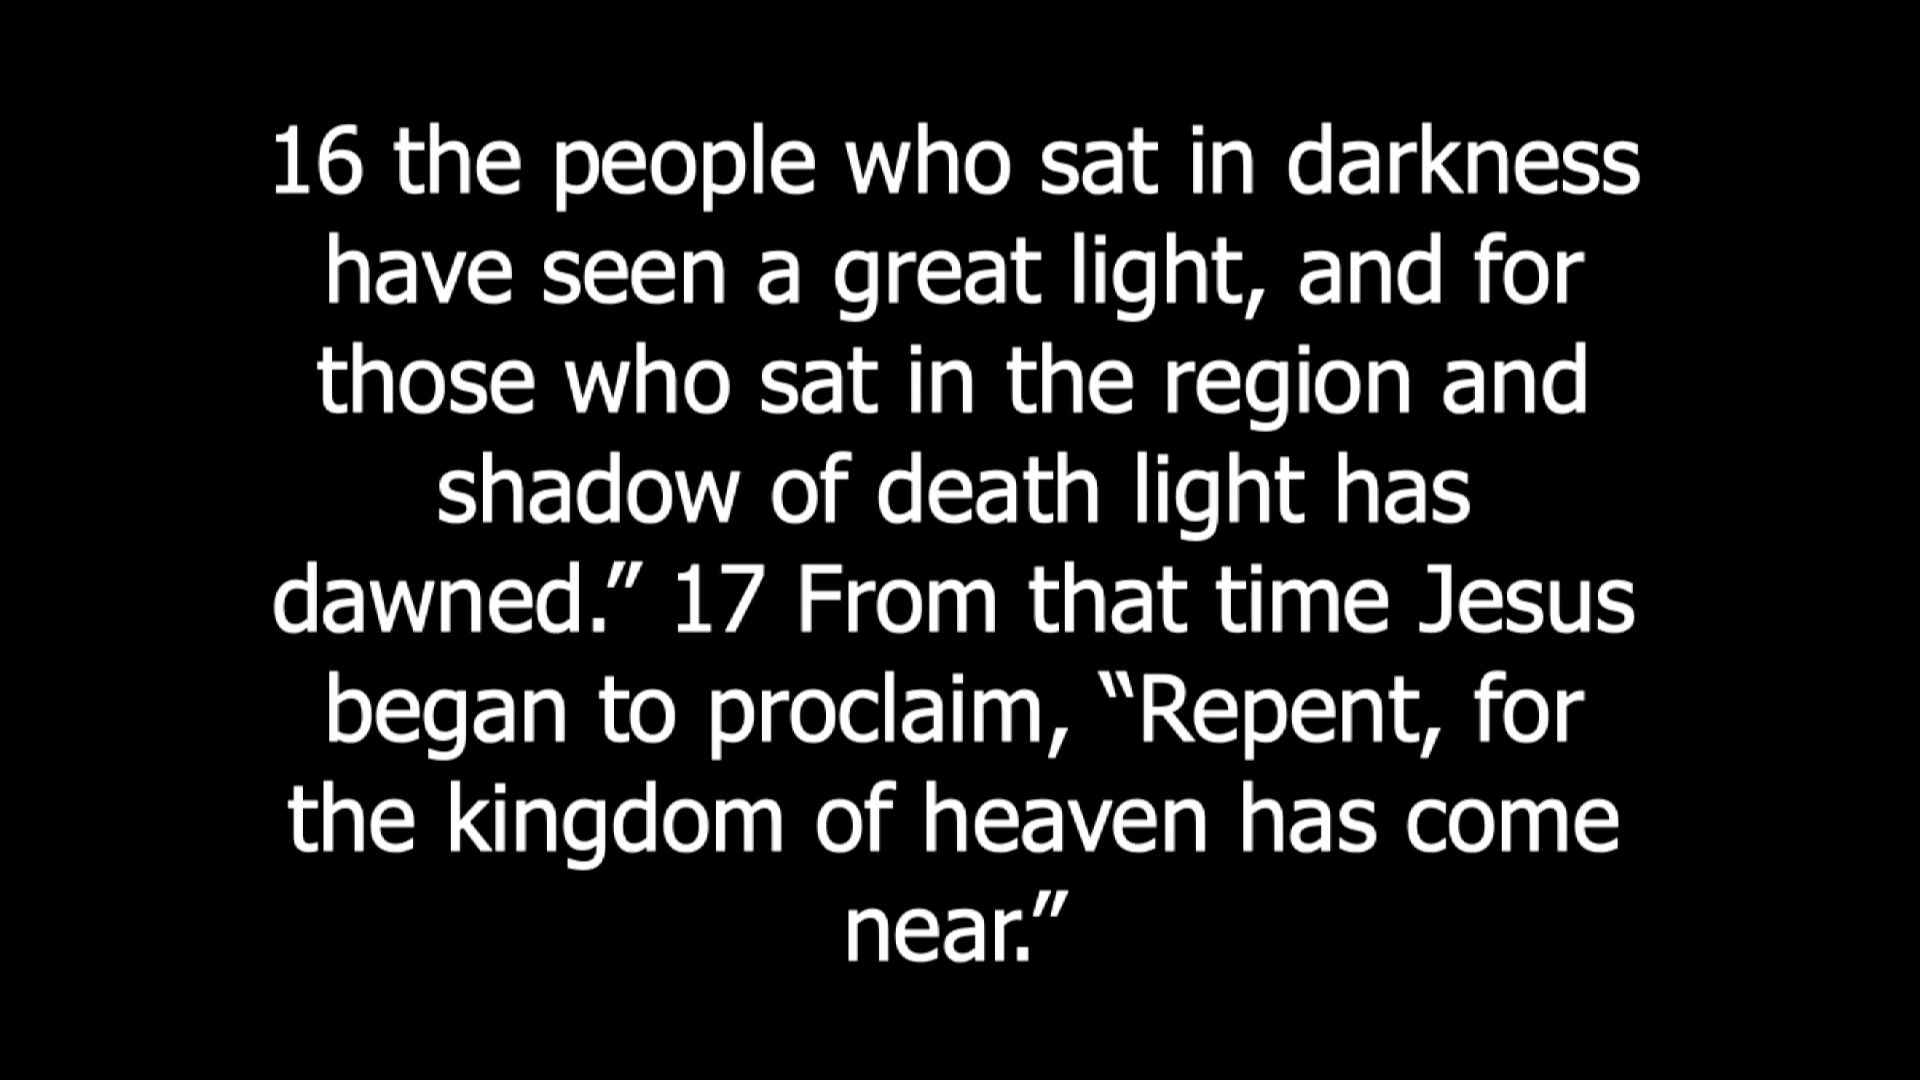 16 the people who sat in darkness
have seen a great light, and for
those who sat in the region and
shadow of death light has
dawned.” 17 From that time Jesus
began to proclaim, “Repent, for
the kingdom of heaven has come
near.”